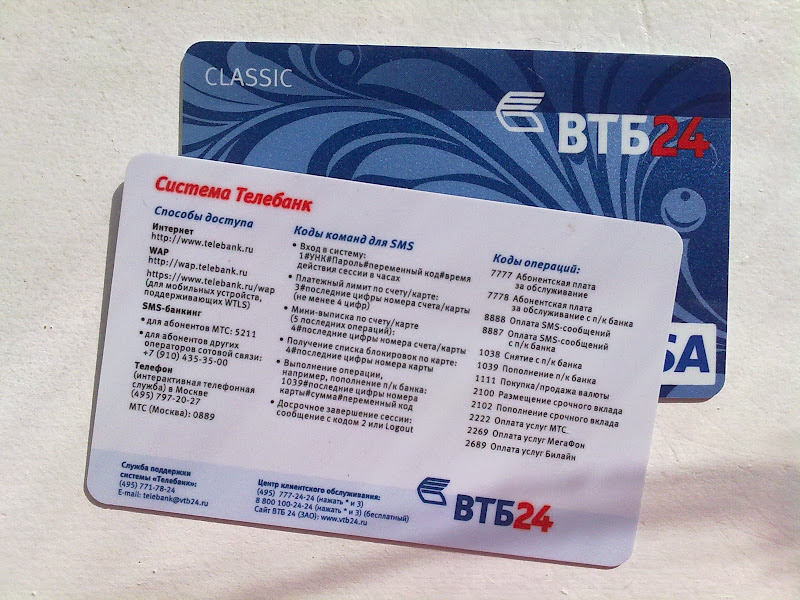 CLASSIC
ВТБ24
Система Телебанк
Способы доступа
Интернет
http://www.telebank.ru
WAP
http://wap.telebank.ru
https://www.telebank.ru/wap
(для мобильных устройств,
поддерживающих WTLS)
SMS-банкинг
• для абонентов МТС: 5211
• для абонентов других
операторов сотовой связи:
+7 (910) 435-35-00
Телефон
(интерактивная телефонная
служба) в Москве
(495) 797-20-27
МТС (Москва): 0889
Коды команд для SMS
• Вход в систему:
1#УНК#Пароль#переменный код#время
действия сессии в часах
• Платежный лимит по счету/карте:
3#последние цифры номера счета/карты
(не менее 4 цифр)
• Мини-выписка по счету/карте
(5 последних операций):
4#последние цифры номера счета/карты
• Получение списка блокировок по карте:
4#последние цифры номера карты
• Выполнение операции,
например, пополнение п/к банка:
1039#последние цифры номера
карты#сумма#переменный код
• Досрочное завершение сессии:
сообщение с кодом 2 или Logout
Коды операций:
7777 Абонентская плата
за обслуживание
7778 Абонентская плата
за обслуживание с п/к банка
8888 Оплата SMS-сообщений
8887 Оплата SMS-сообщений
с п/к банка
1038 Снятие с п/к банка
1039 Пополнение п/к банка
1111 Покупка/продажа валюты
2100 Размещение срочного вклада
2102 Пополнение срочного вклада
2222 Оплата услуг МТС
2269 Оплата услуг МегаФон
2689 Оплата услуг Билайн
SA
Служба поддержки
системы «Телебанк»:
(495) 771-78-24
E-mail: telebank@vtb24.ru
Центр клиентского обслуживания:
(495) 777-24-24 (нажать * и 3)
8 800 100-24-24 (нажать * и 3) (бесплатный)
Сайт ВТБ 24 (ЗАО): www.vtb24.ru
ВТБ24